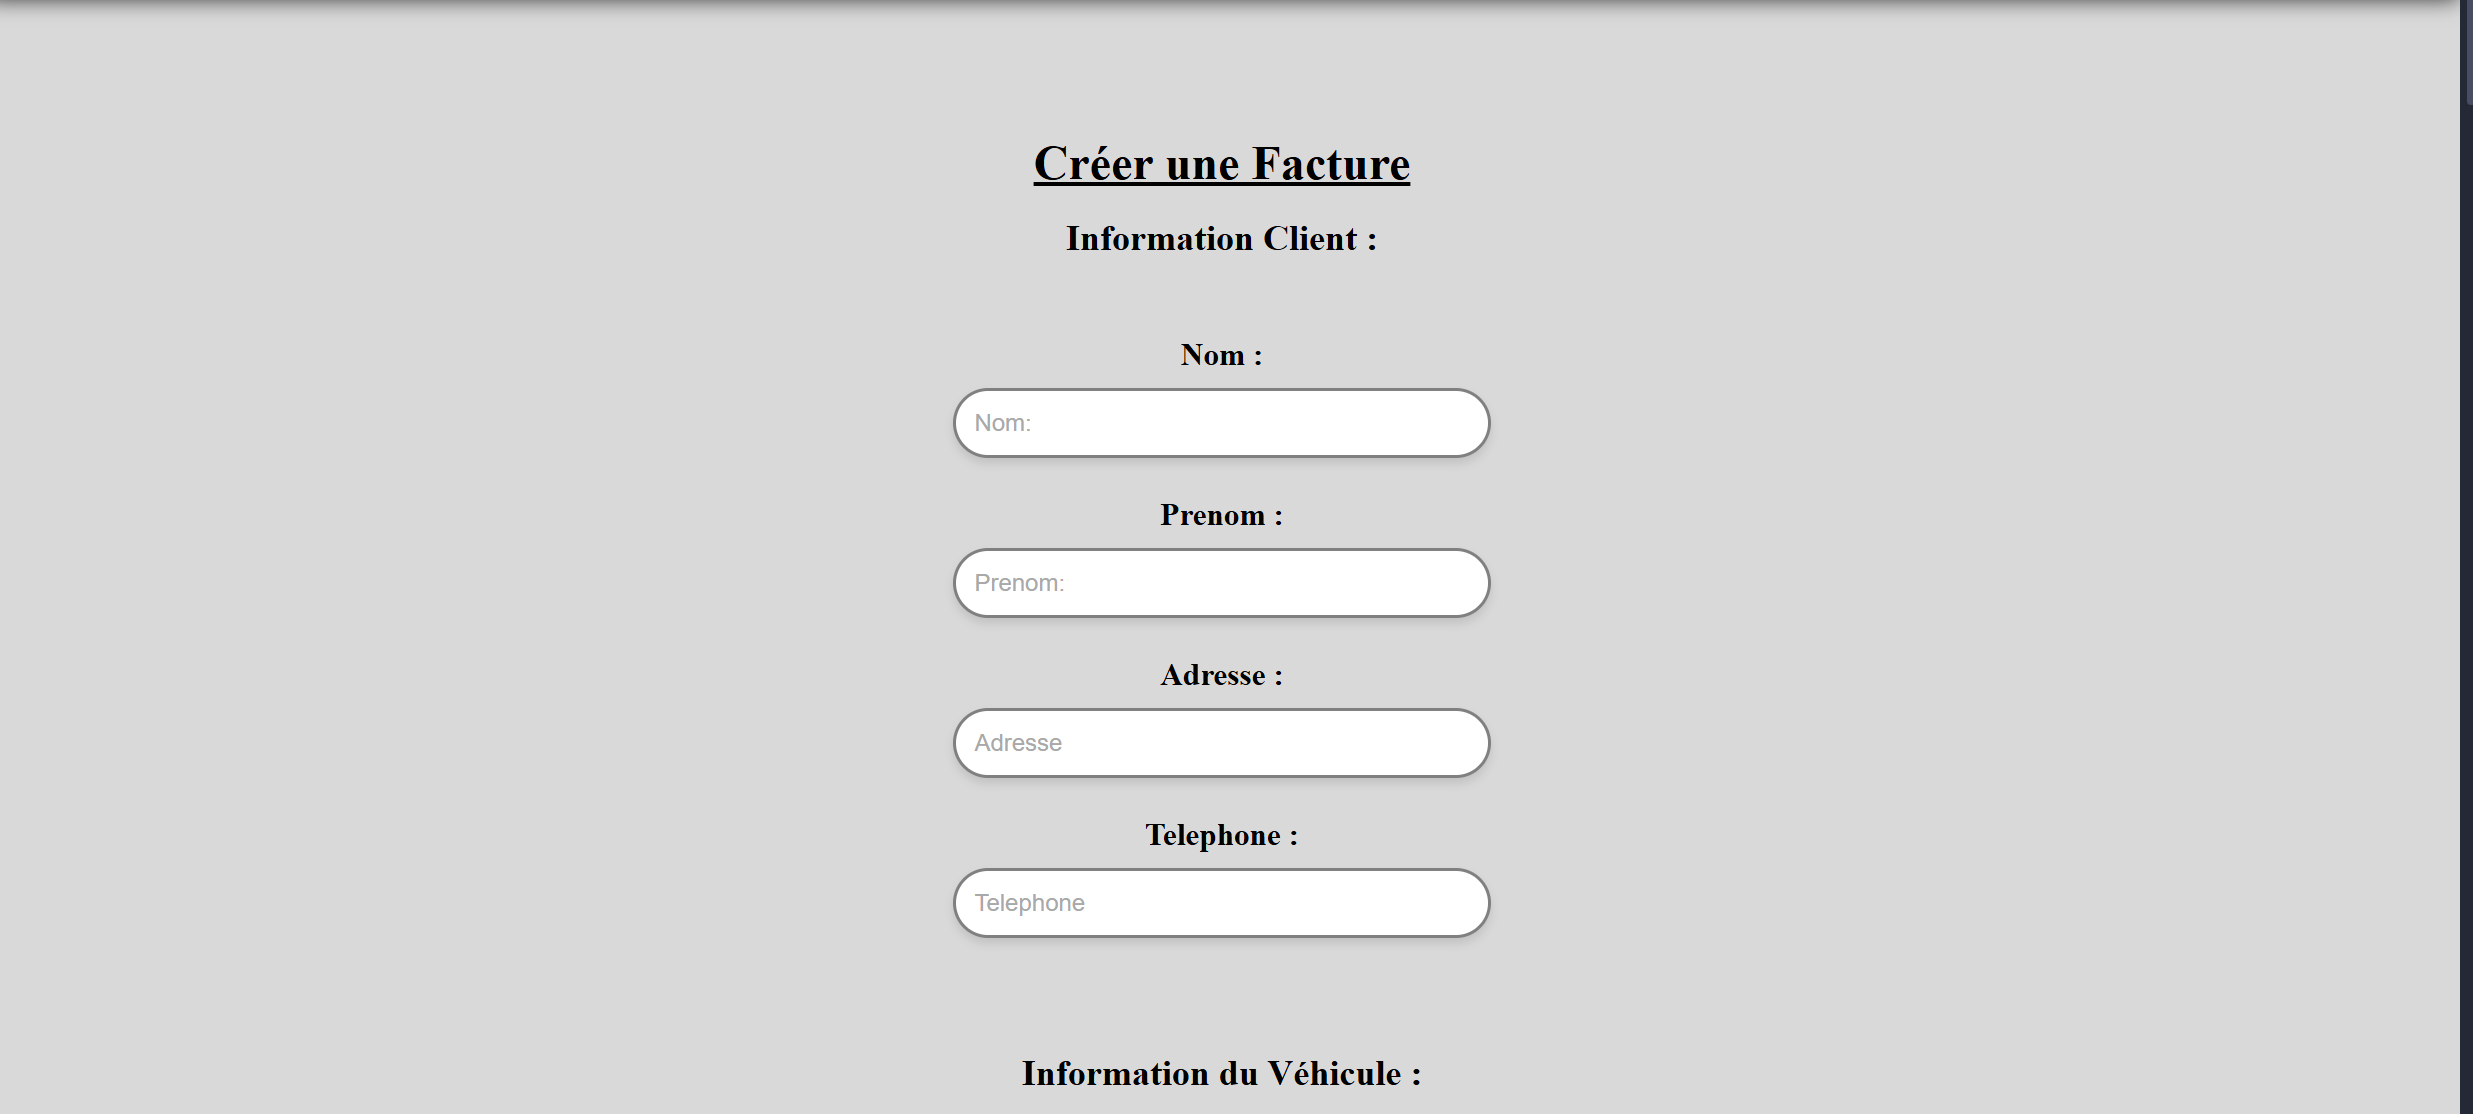 Créer une Facture
Information Client :
Nom :
Nom:
Prenom :
Prenom:
Adresse :
Adresse
Telephone :
Telephone
Information du Véhicule :